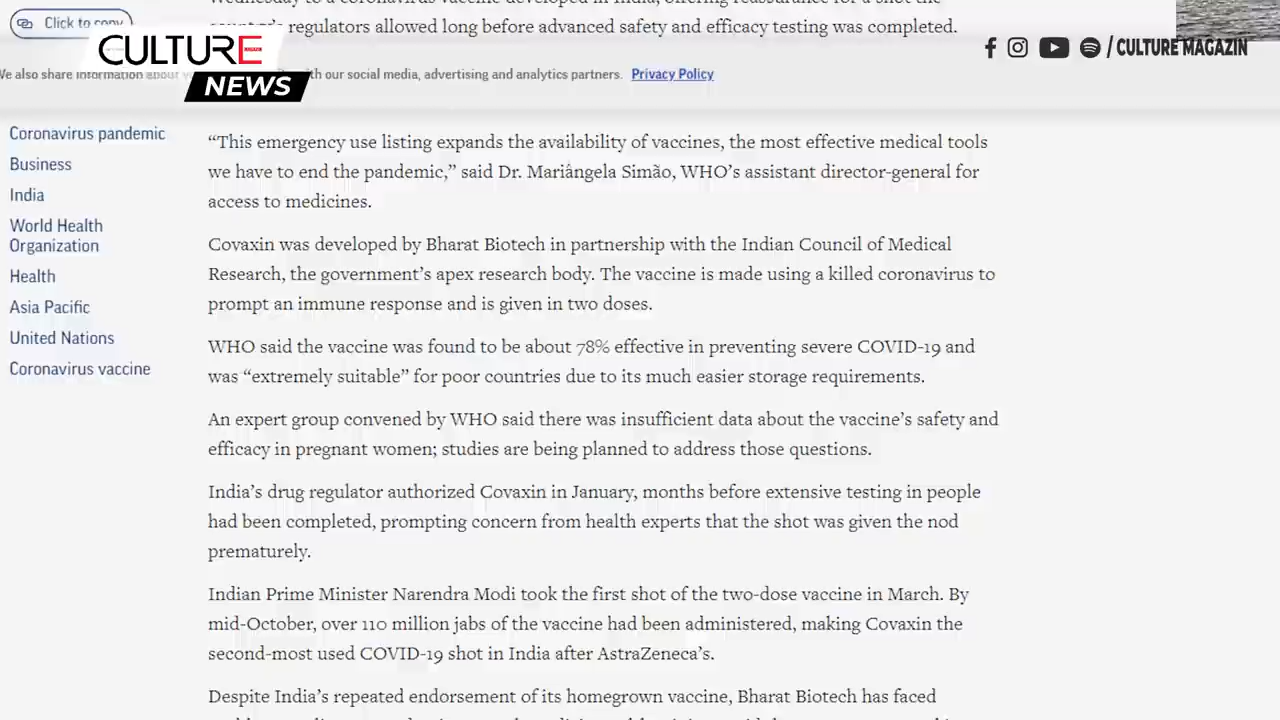 Wednesday to a coronavirus vaccine developed in India, offering reassurance for a shot the
Click to copy
regulators allowed long before advanced safety and efficacy testing was completed.
CULTURE
NEWS
/ CULTURE MAGAZIN
We also share information about
with our social media, advertising and analytics partners. Privacy Policy
Coronavirus pandemic
Business
India
World Health
Organization
Health
Asia Pacific
United Nations
Coronavirus vaccine
“This emergency use listing expands the availability of vaccines, the most effective medical tools
we have to end the pandemic,” said Dr. Mariângela Simão, WHO’s assistant director-general for
access to medicines.
Covaxin was developed by Bharat Biotech in partnership with the Indian Council of Medical
Research, the government’s apex research body. The vaccine is made using a killed coronavirus to
prompt an immune response and is given in two doses.
WHO said the vaccine was found to be about 78% effective in preventing severe COVID-19 and
was “extremely suitable” for poor countries due to its much easier storage requirements.
An expert group convened by WHO said there was insufficient data about the vaccine’s safety and
efficacy in pregnant women; studies are being planned to address those questions.
India’s drug regulator authorized Covaxin in January, months before extensive testing in people
had been completed, prompting concern from health experts that the shot was given the nod
prematurely.
Indian Prime Minister Narendra Modi took the first shot of the two-dose vaccine in March. By
mid-October, over 110 million jabs of the vaccine had been administered, making Covaxin the
second-most used COVID-19 shot in India after AstraZeneca’s.
Despite India’s repeated endorsement of its homegrown vaccine, Bharat Biotech has faced